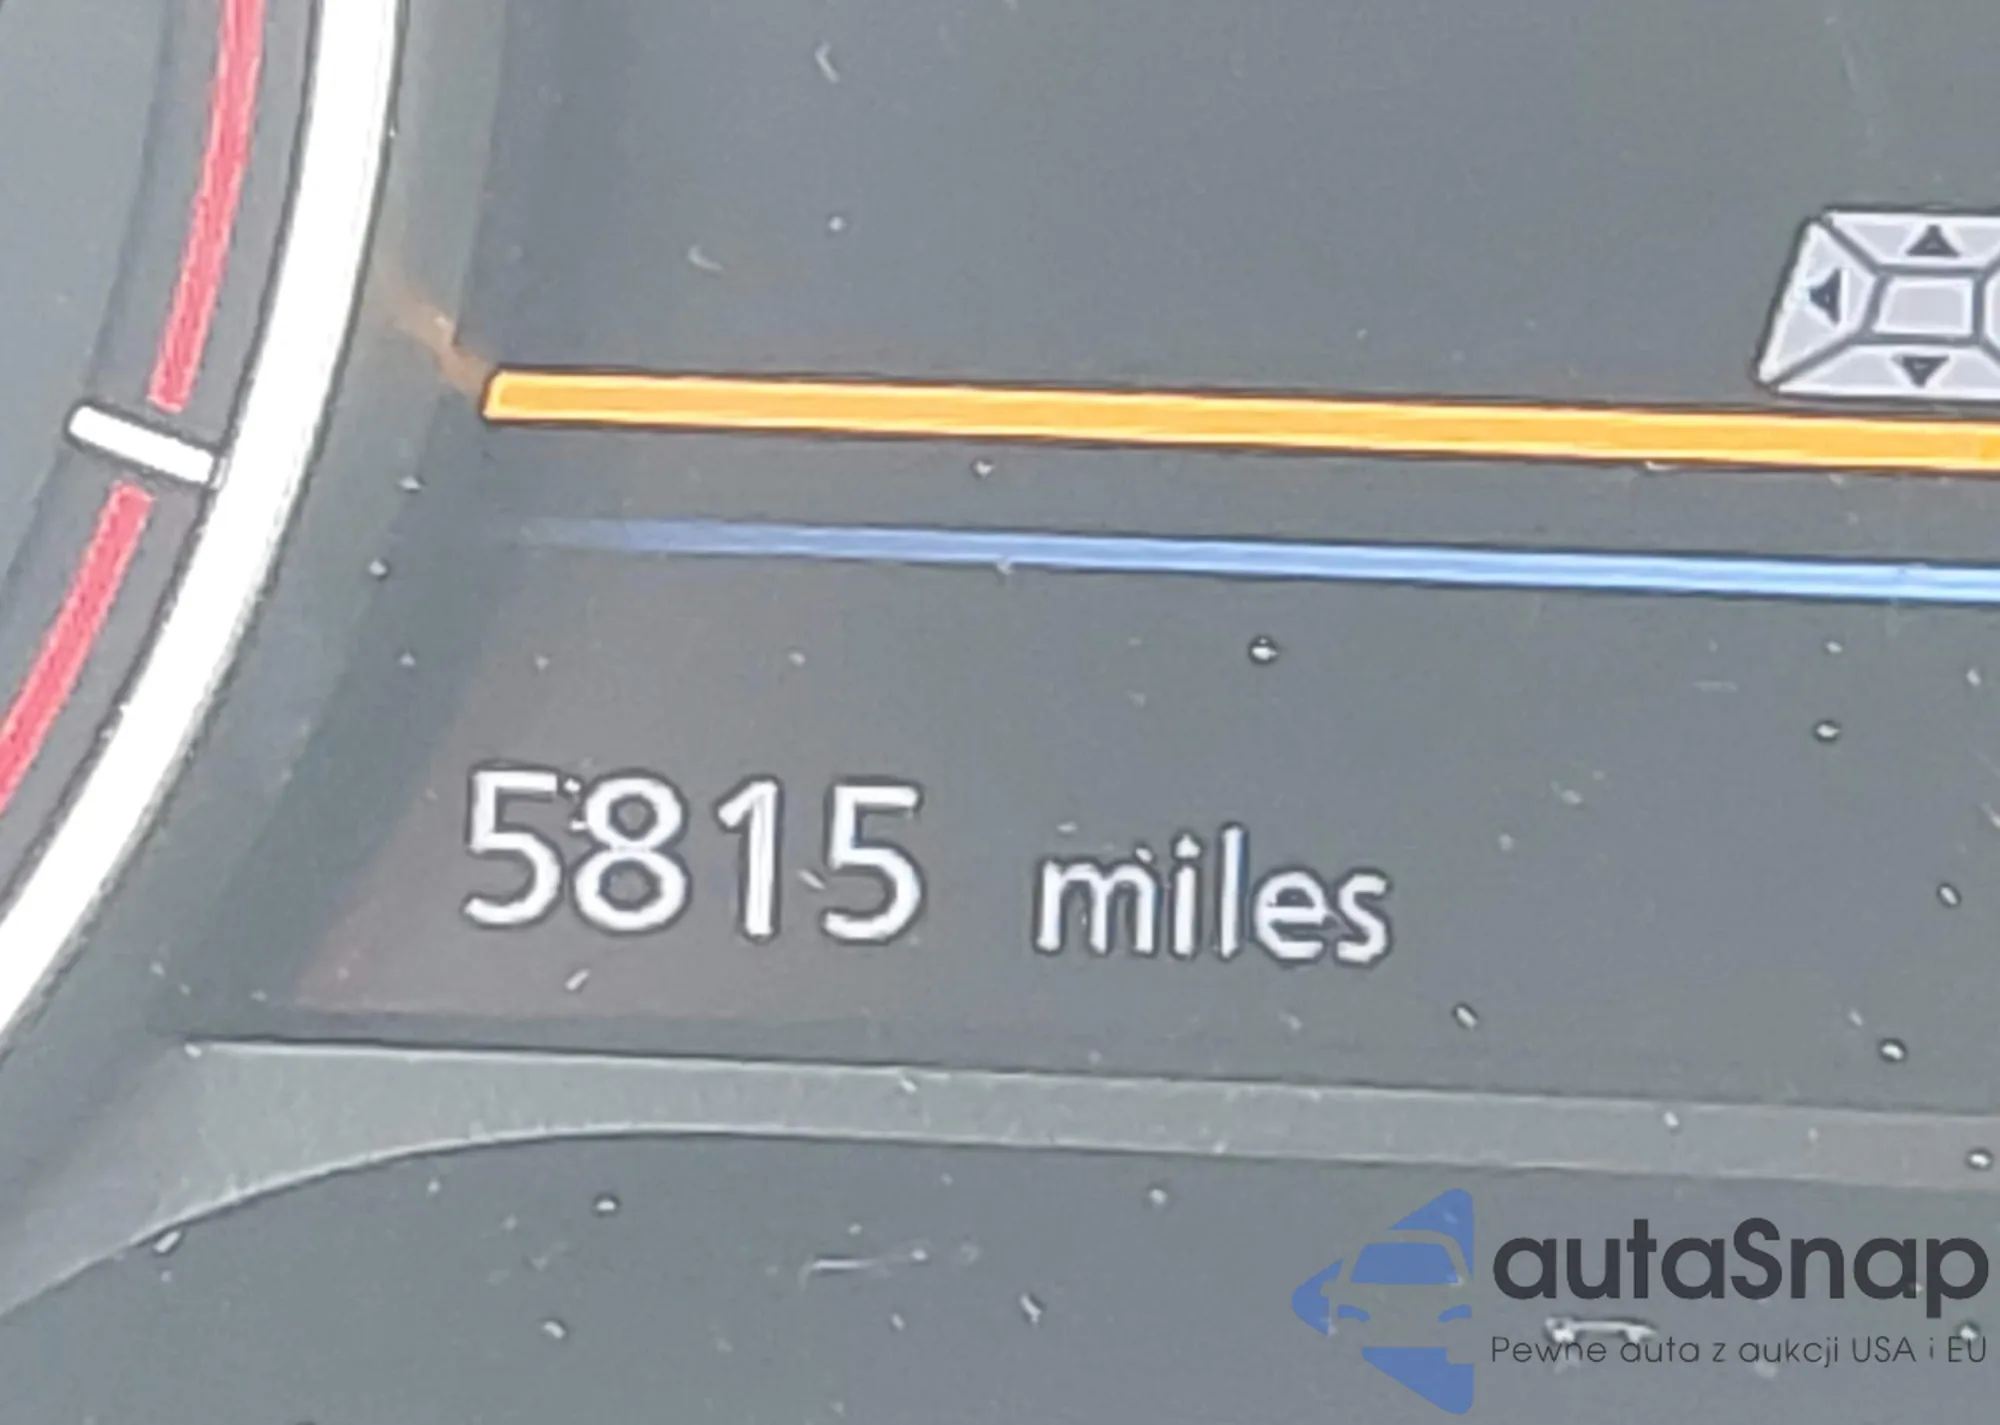 5815 miles
autaSnap
Pewne auta z aukcji USA i EU